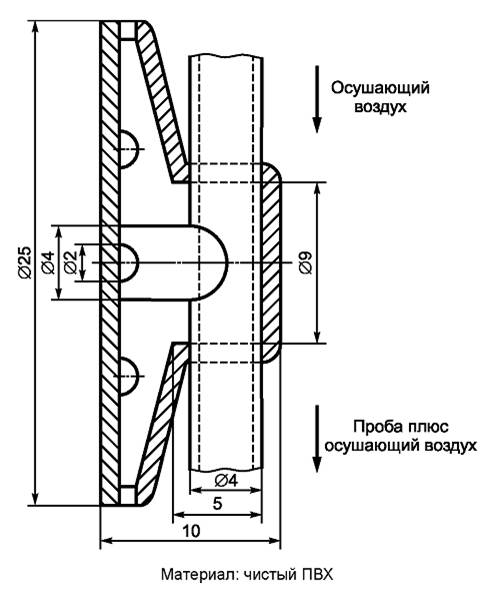 Осушающий
воздух
Ø25
Ø4
Ø2
Ø9
Проба плюс
осушающий воздух
Ø4
5
10
Материал: чистый ПВХ